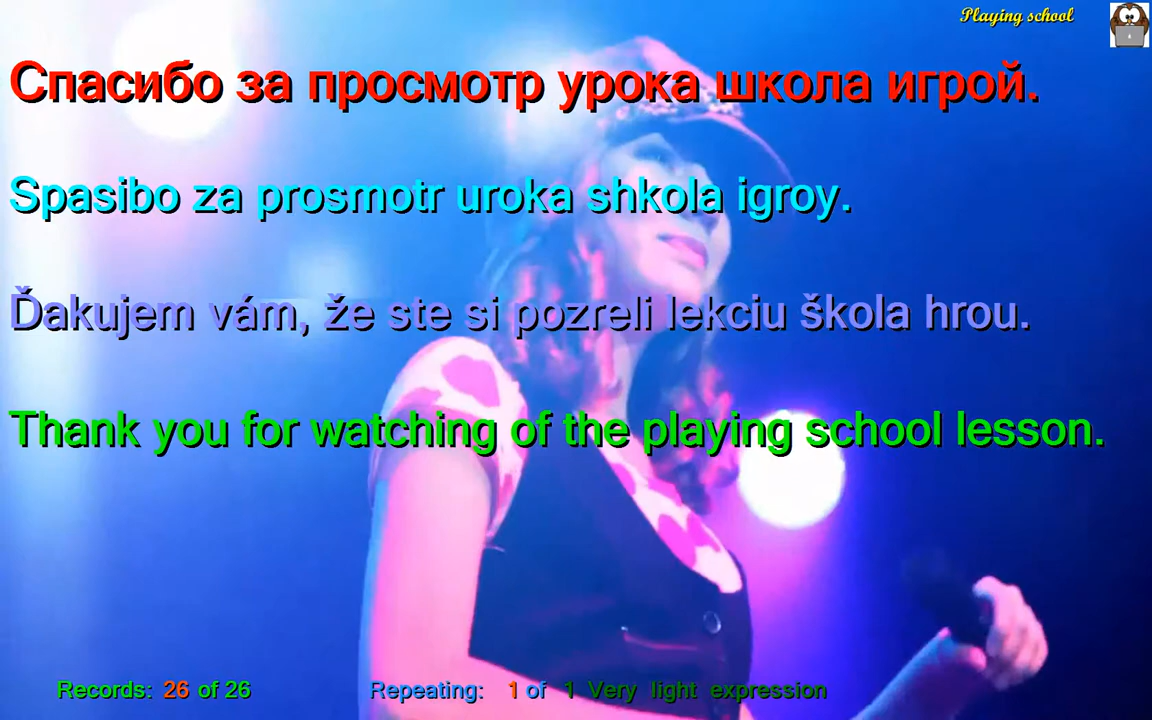 Playing school
Спасибо за просмотр урока школа игрой.
Spasibo za prosmotr uroka shkola igroy.
Ďakujem vám, že ste si pozreli lekciu škola hrou.
Thank you for watching of the playing school lesson.
Records: 26 of 26 Repeating: 1 of 1 Very light expression